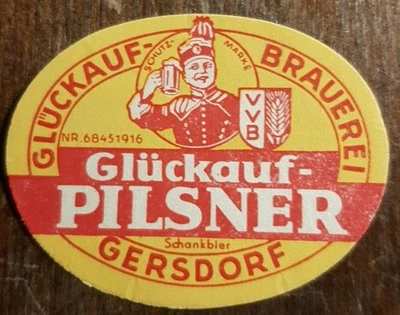 GLÜCKAUF-BRAUEREI
SCHUTZ-MARKE
VVB
NR. 68451916
Glückauf-
PILSNER
Schankbier
GERSDORF